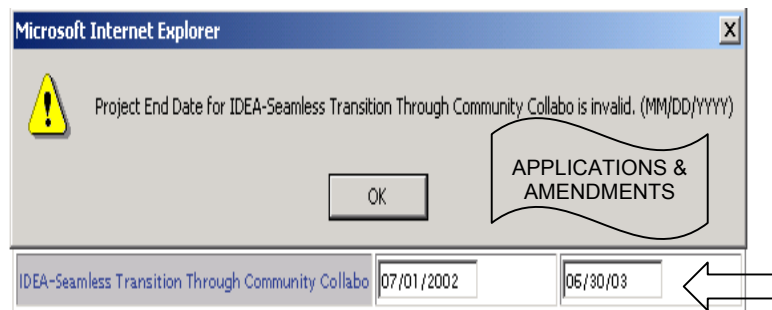 Microsoft Internet Explorer
Project End Date for IDEA-Seamless Transition Through Community Collabo is invalid. (MM/DD/YYYY)
APPLICATIONS &
AMENDMENTS
OK
IDEA-Seamless Transition Through Community Collabo 07/01/2002 06/30/03